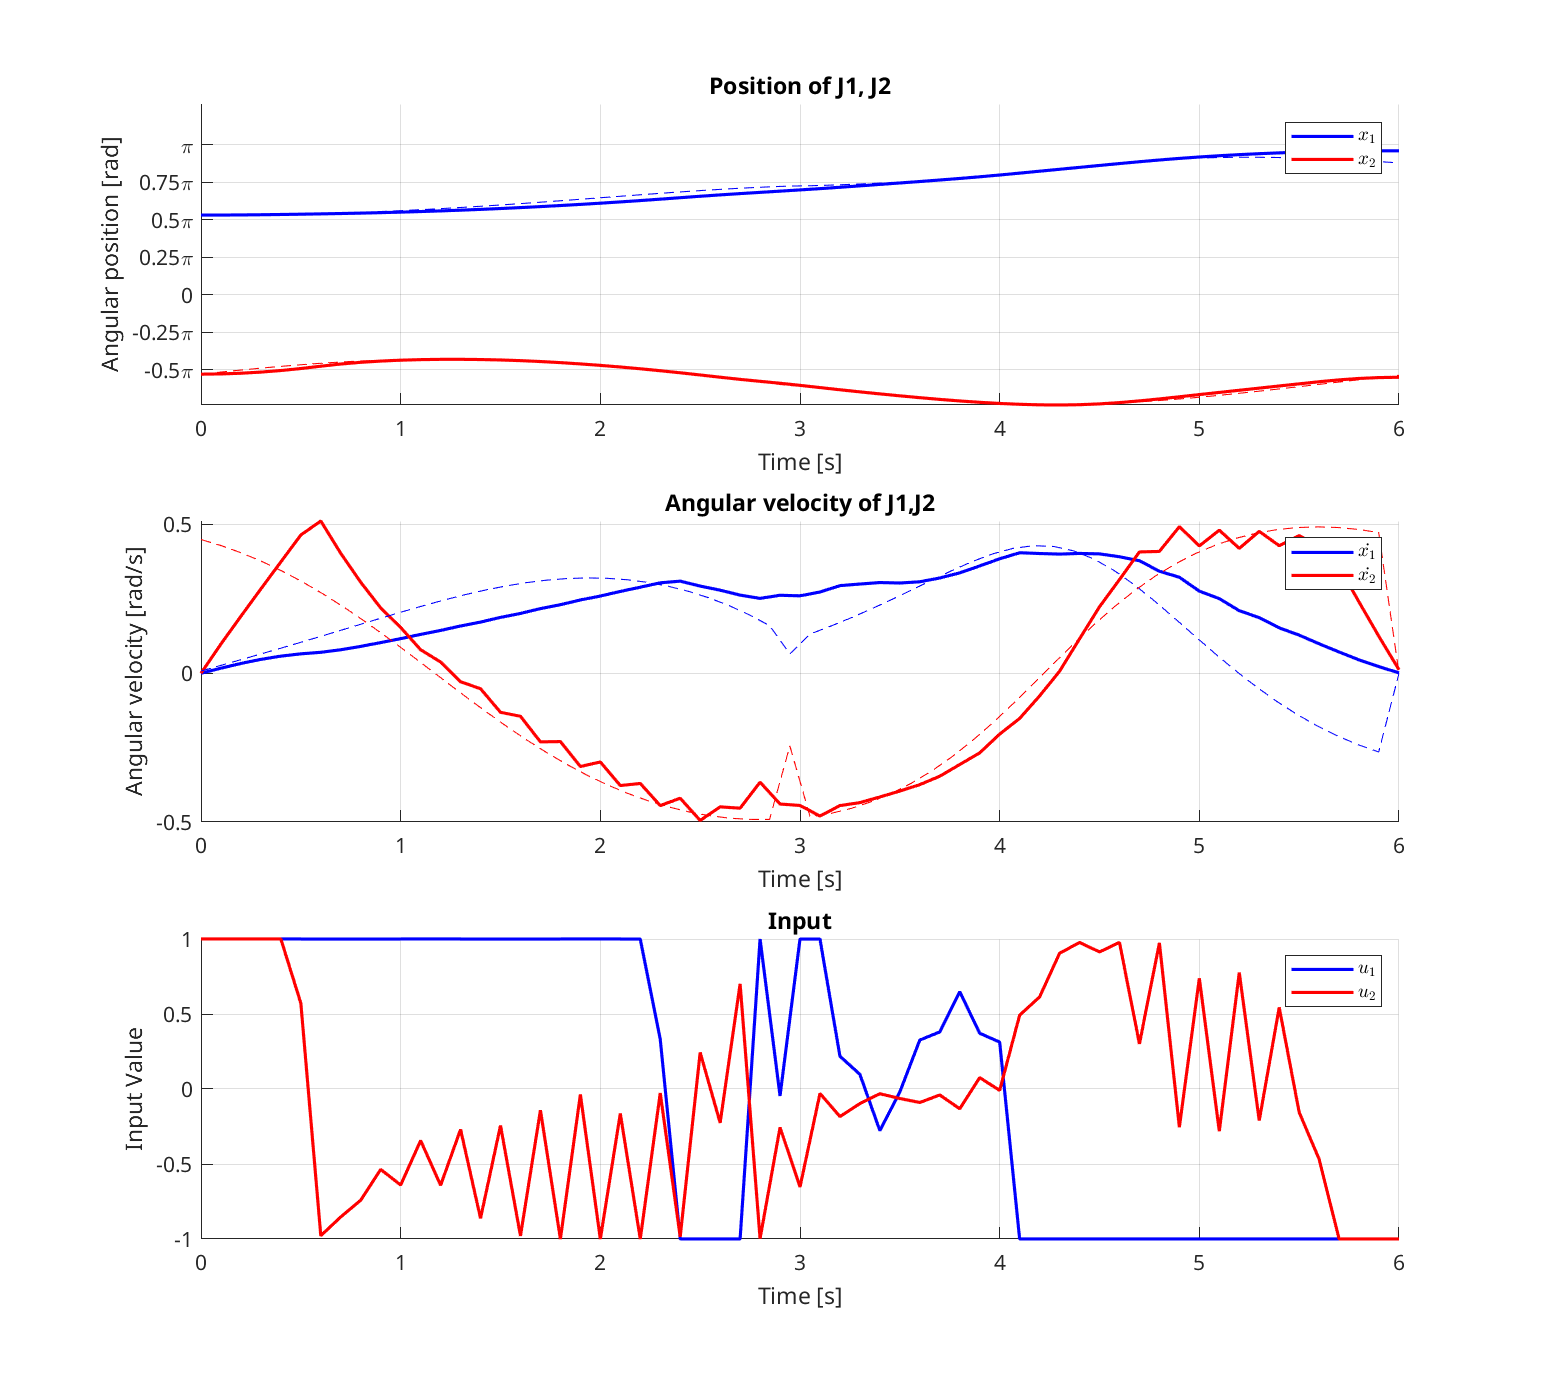 Position of J1, J2
Angular position [rad]
π
0.75π
0.5π
0.25π
0
-0.25π
-0.5π
x₁
x₂
0 1 2 3 4 5 6
Time [s]
Angular velocity of J1,J2
Angular velocity [rad/s]
0.5
0
-0.5
ẋ₁
ẋ₂
0 1 2 3 4 5 6
Time [s]
Input
Input Value
1
0.5
0
-0.5
-1
u₁
u₂
0 1 2 3 4 5 6
Time [s]